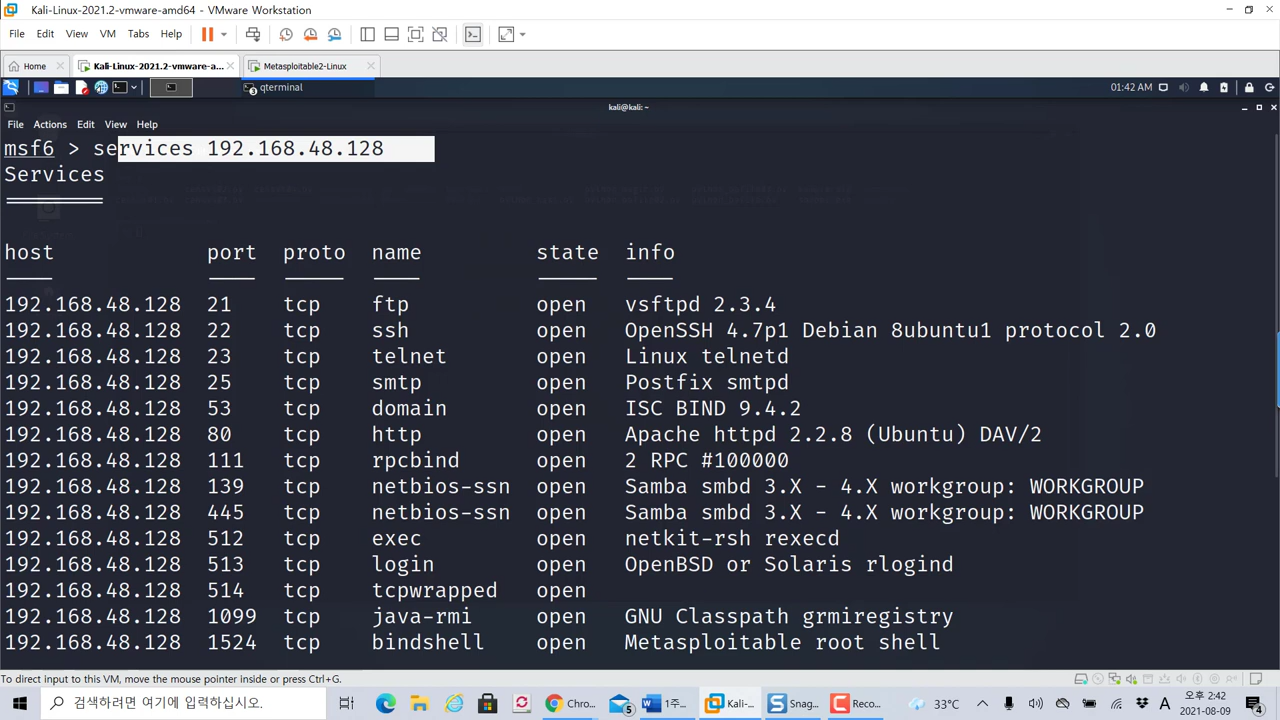 Kali-Linux-2021.2-vmware-amd64 - VMware Workstation
File Edit View VM Tabs Help
Home Kali-Linux-2021.2-vmware-a... Metasploitable2-Linux
3 qterminal 01:42 AM
kali@kali: ~
File Actions Edit View Help
msf6 > services 192.168.48.128
Services
========
host port proto name state info
---- ---- ----- ---- ----- ----
192.168.48.128 21 tcp ftp open vsftpd 2.3.4
192.168.48.128 22 tcp ssh open OpenSSH 4.7p1 Debian 8ubuntu1 protocol 2.0
192.168.48.128 23 tcp telnet open Linux telnetd
192.168.48.128 25 tcp smtp open Postfix smtpd
192.168.48.128 53 tcp domain open ISC BIND 9.4.2
192.168.48.128 80 tcp http open Apache httpd 2.2.8 (Ubuntu) DAV/2
192.168.48.128 111 tcp rpcbind open 2 RPC #100000
192.168.48.128 139 tcp netbios-ssn open Samba smbd 3.X - 4.X workgroup: WORKGROUP
192.168.48.128 445 tcp netbios-ssn open Samba smbd 3.X - 4.X workgroup: WORKGROUP
192.168.48.128 512 tcp exec open netkit-rsh rexecd
192.168.48.128 513 tcp login open OpenBSD or Solaris rlogind
192.168.48.128 514 tcp tcpwrapped open
192.168.48.128 1099 tcp java-rmi open GNU Classpath grmiregistry
192.168.48.128 1524 tcp bindshell open Metasploitable root shell
To direct input to this VM, move the mouse pointer inside or press Ctrl+G.
검색하려면 여기에 입력하십시오. 5 Chro... 1주... Kali-... Snag... Reco... 33℃ A 오후 2:42
2021-08-09 4